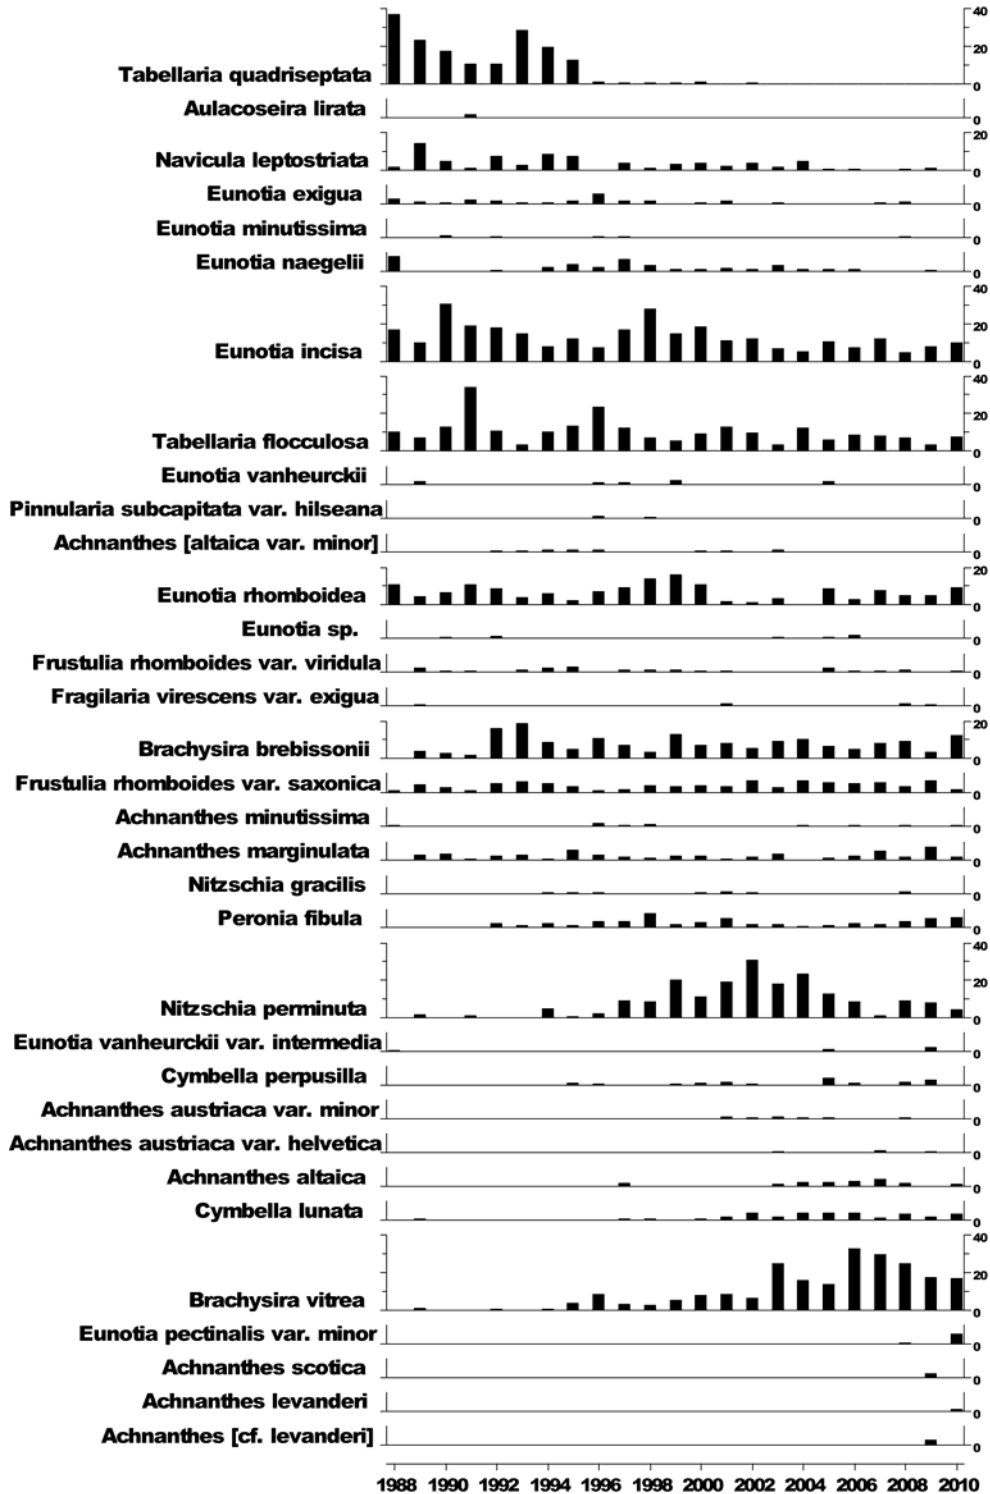 40
20
Tabellaria quadriseptata
0
Aulacoseira lirata
0
20
Navicula leptostriata
0
Eunotia exigua
0
Eunotia minutissima
0
Eunotia naegelii
0
40
20
Eunotia incisa
0
40
20
Tabellaria flocculosa
0
Eunotia vanheurckii
0
Pinnularia subcapitata var. hilseana
0
Achnanthes [altaica var. minor]
0
20
Eunotia rhomboidea
0
Eunotia sp.
0
Frustulia rhomboides var. viridula
0
Fragilaria virescens var. exigua
0
20
Brachysira brebissonii
0
Frustulia rhomboides var. saxonica
0
Achnanthes minutissima
0
Achnanthes marginulata
0
Nitzschia gracilis
0
Peronia fibula
0
40
20
Nitzschia perminuta
0
Eunotia vanheurckii var. intermedia
0
Cymbella perpusilla
0
Achnanthes austriaca var. minor
0
Achnanthes austriaca var. helvetica
0
Achnanthes altaica
0
Cymbella lunata
0
40
20
Brachysira vitrea
0
Eunotia pectinalis var. minor
0
Achnanthes scotica
0
Achnanthes levanderi
0
Achnanthes [cf. levanderi]
0
1988 1990 1992 1994 1996 1998 2000 2002 2004 2006 2008 2010